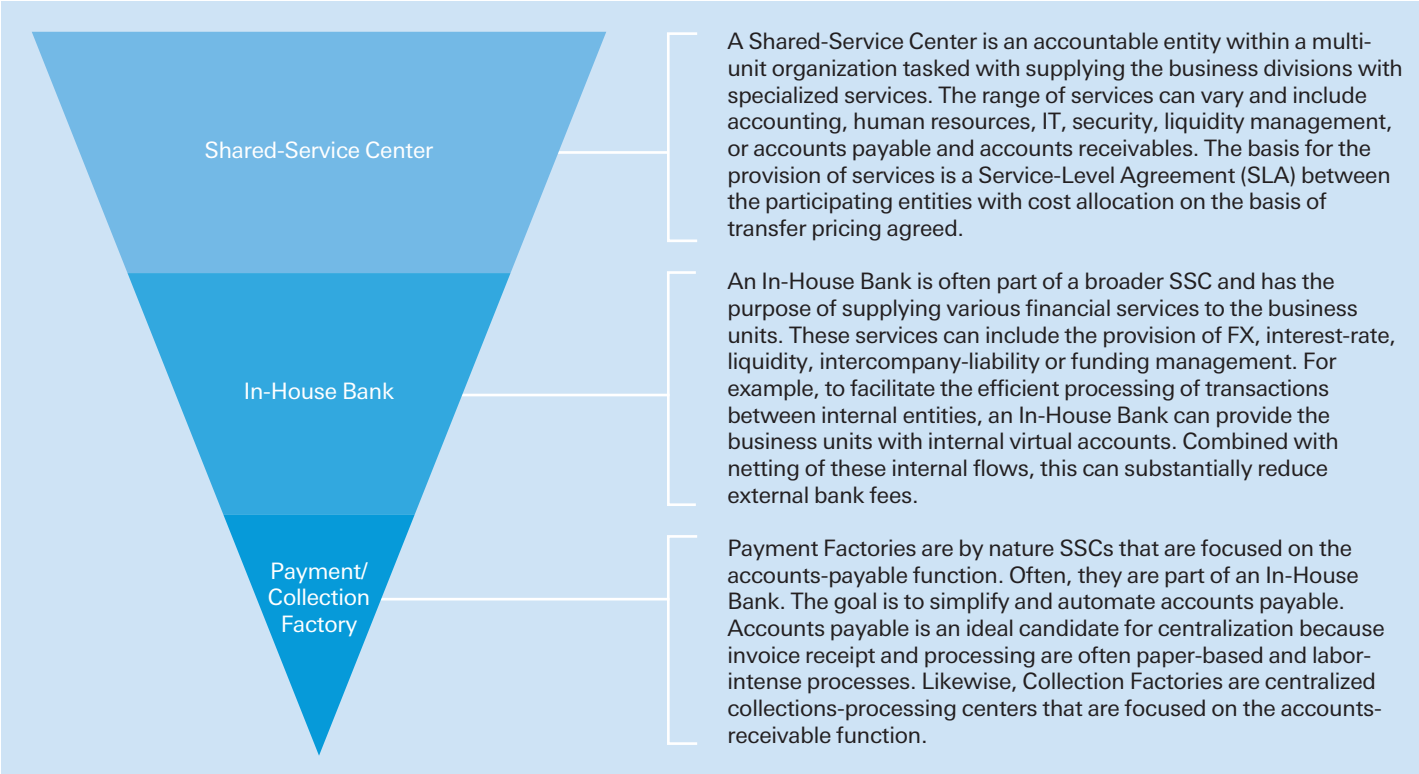 Shared-Service Center
A Shared-Service Center is an accountable entity within a multi-
unit organization tasked with supplying the business divisions with
specialized services. The range of services can vary and include
accounting, human resources, IT, security, liquidity management,
or accounts payable and accounts receivables. The basis for the
provision of services is a Service-Level Agreement (SLA) between
the participating entities with cost allocation on the basis of
transfer pricing agreed.
In-House Bank
An In-House Bank is often part of a broader SSC and has the
purpose of supplying various financial services to the business
units. These services can include the provision of FX, interest-rate,
liquidity, intercompany-liability or funding management. For
example, to facilitate the efficient processing of transactions
between internal entities, an In-House Bank can provide the
business units with internal virtual accounts. Combined with
netting of these internal flows, this can substantially reduce
external bank fees.
Payment/
Collection
Factory
Payment Factories are by nature SSCs that are focused on the
accounts-payable function. Often, they are part of an In-House
Bank. The goal is to simplify and automate accounts payable.
Accounts payable is an ideal candidate for centralization because
invoice receipt and processing are often paper-based and labor-
intense processes. Likewise, Collection Factories are centralized
collections-processing centers that are focused on the accounts-
receivable function.